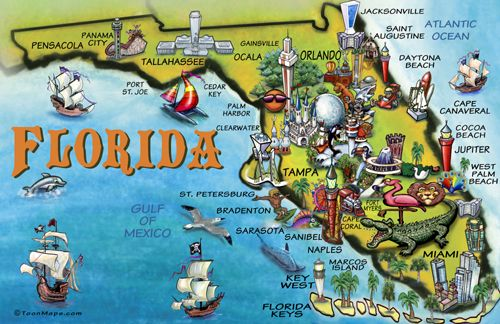 JACKSONVILLE
SAINT
AUGUSTINE
ATLANTIC
OCEAN
PANAMA
CITY
PENSACOLA
TALLAHASSEE
GAINSVILLE
OCALA
ORLANDO
DAYTONA
BEACH
PORT
ST. JOE
CEDAR
KEY
PALM
HARBOR
CAPE
CANAVERAL
CLEARWATER
COCOA
BEACH
FLORIDA
JUPITER
TAMPA
WEST
PALM
BEACH
ST. PETERSBURG
FORT
MYERS
GULF
OF
MEXICO
BRADENTON
CAPE
CORAL
SARASOTA
SANIBEL
NAPLES
MIAMI
MARCOS
ISLAND
KEY
WEST
FLORIDA
KEYS
©ToonMaps.com